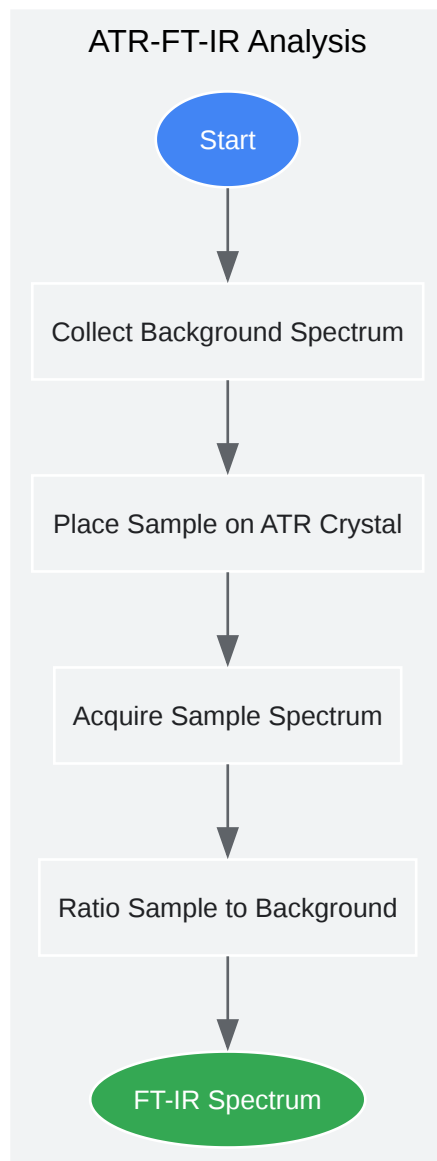 ATR-FT-IR Analysis
Start
Collect Background Spectrum
Place Sample on ATR Crystal
Acquire Sample Spectrum
Ratio Sample to Background
FT-IR Spectrum